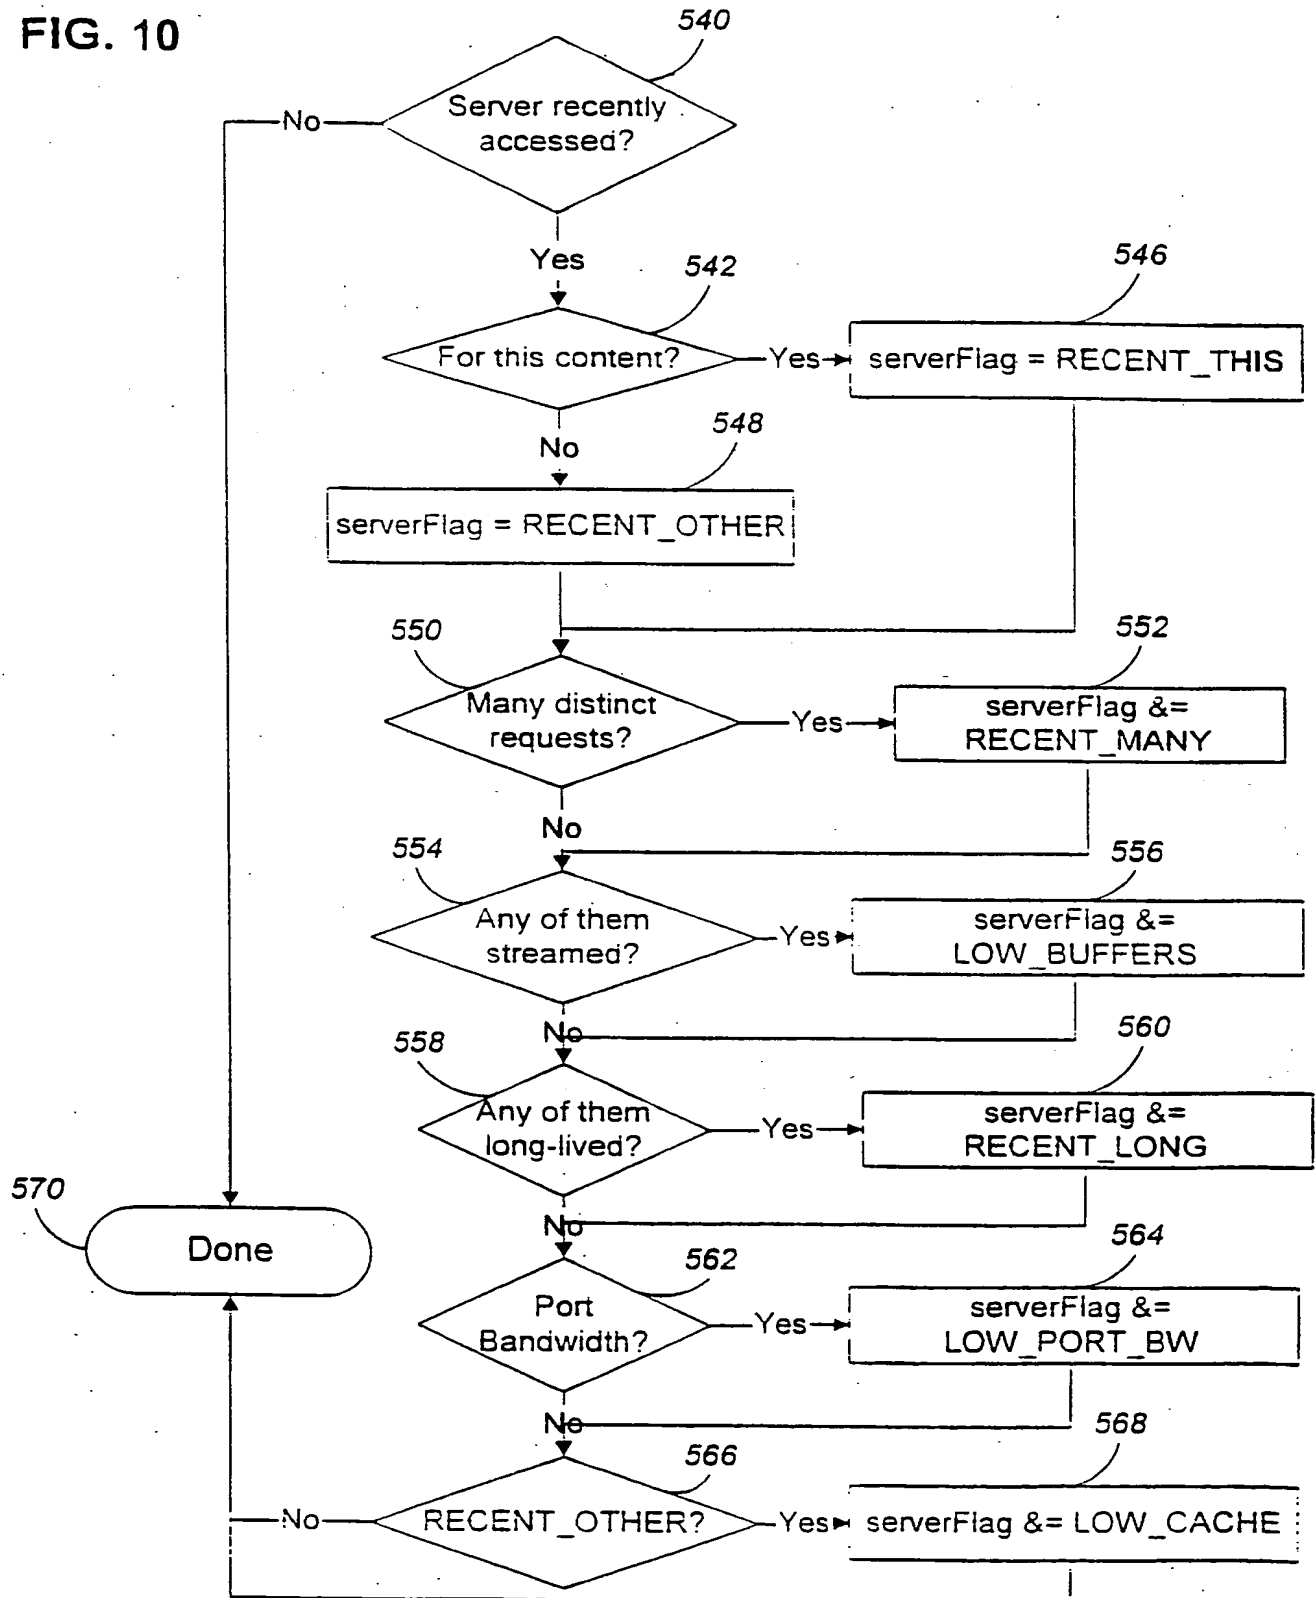 FIG. 10
540
Server recently
accessed?
No
Yes
542
For this content?
Yes
546
serverFlag = RECENT_THIS
No
548
serverFlag = RECENT_OTHER
550
Many distinct
requests?
Yes
552
serverFlag &=
RECENT_MANY
No
554
Any of them
streamed?
Yes
556
serverFlag &=
LOW_BUFFERS
No
558
Any of them
long-lived?
Yes
560
serverFlag &=
RECENT_LONG
No
570
Done
562
Port
Bandwidth?
Yes
564
serverFlag &=
LOW_PORT_BW
No
566
RECENT_OTHER?
No
Yes
568
serverFlag &= LOW_CACHE